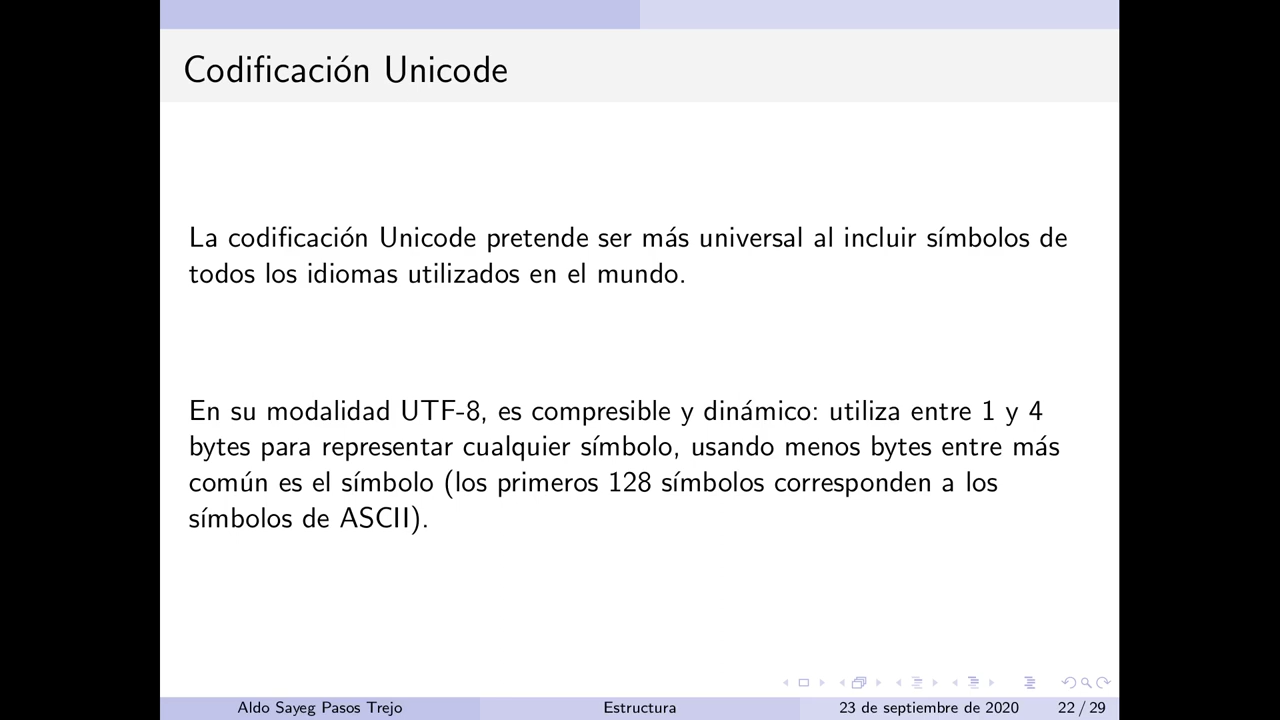 Codificación Unicode
La codificación Unicode pretende ser más universal al incluir símbolos de
todos los idiomas utilizados en el mundo.
En su modalidad UTF-8, es compresible y dinámico: utiliza entre 1 y 4
bytes para representar cualquier símbolo, usando menos bytes entre más
común es el símbolo (los primeros 128 símbolos corresponden a los
símbolos de ASCII).
Aldo Sayeg Pasos Trejo Estructura 23 de septiembre de 2020 22 / 29